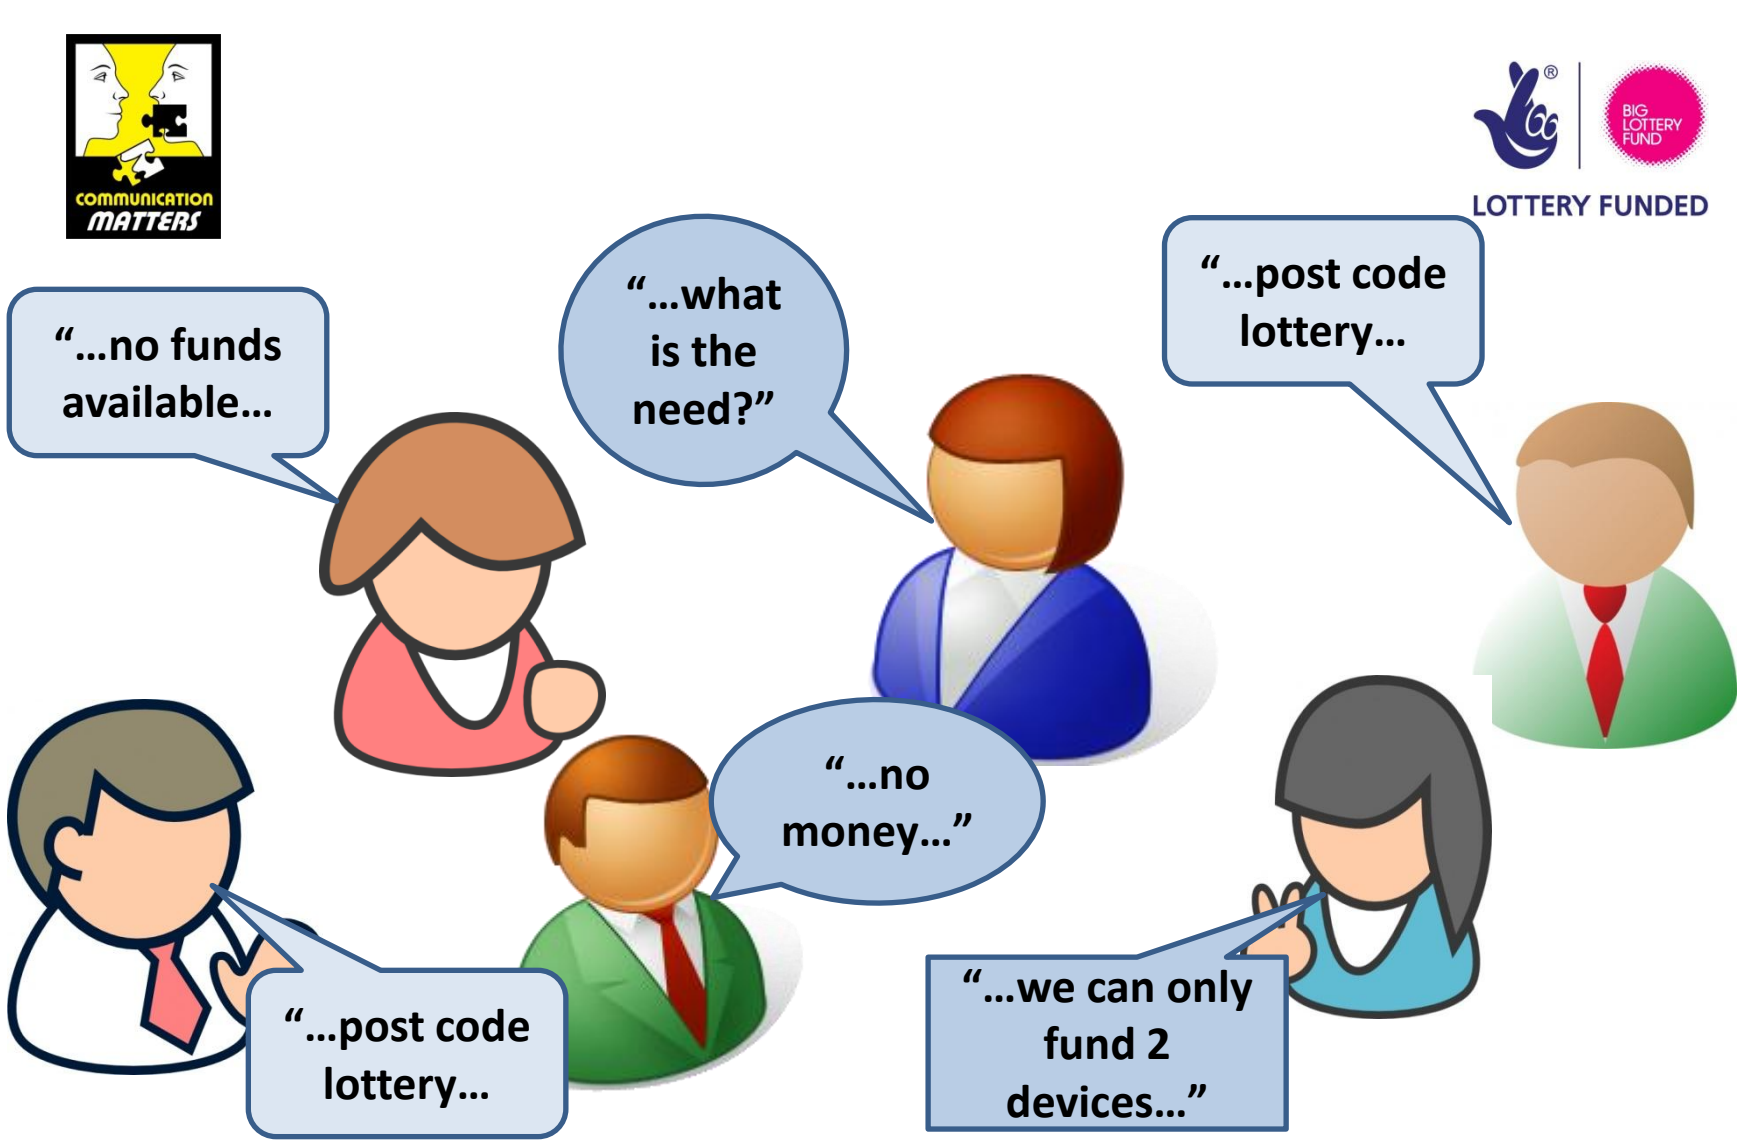 COMMUNICATION
MATTERS
®
BIG
LOTTERY
FUND
LOTTERY FUNDED
“…no funds
available…
“…what
is the
need?”
“…post code
lottery…
“…no
money…”
“…post code
lottery…
“…we can only
fund 2
devices…”